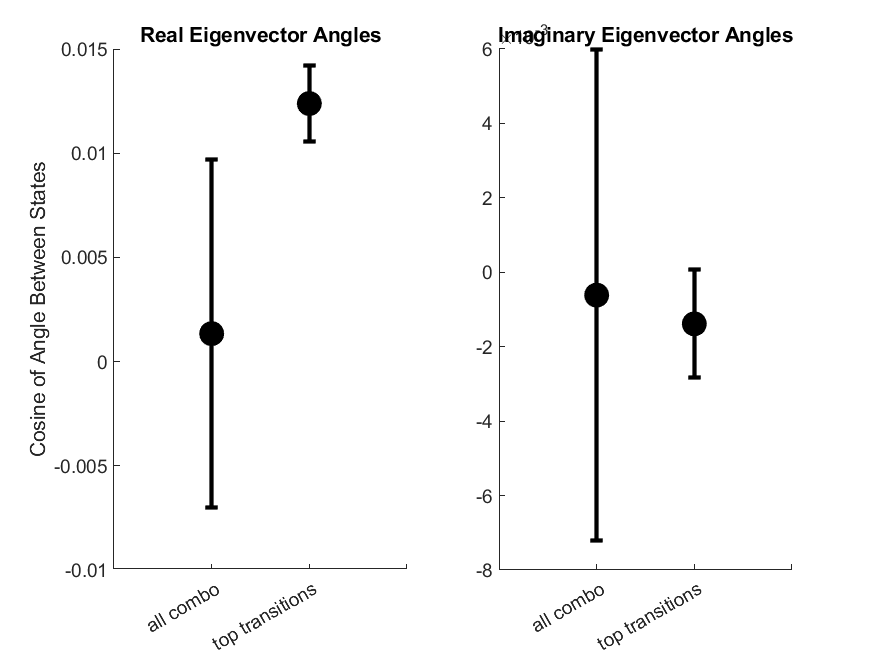 Real Eigenvector Angles
Cosine of Angle Between States
0.015
0.01
0.005
0
-0.005
-0.01
all combo
top transitions
Imaginary Eigenvector Angles
6
4
2
0
-2
-4
-6
-8
all combo
top transitions